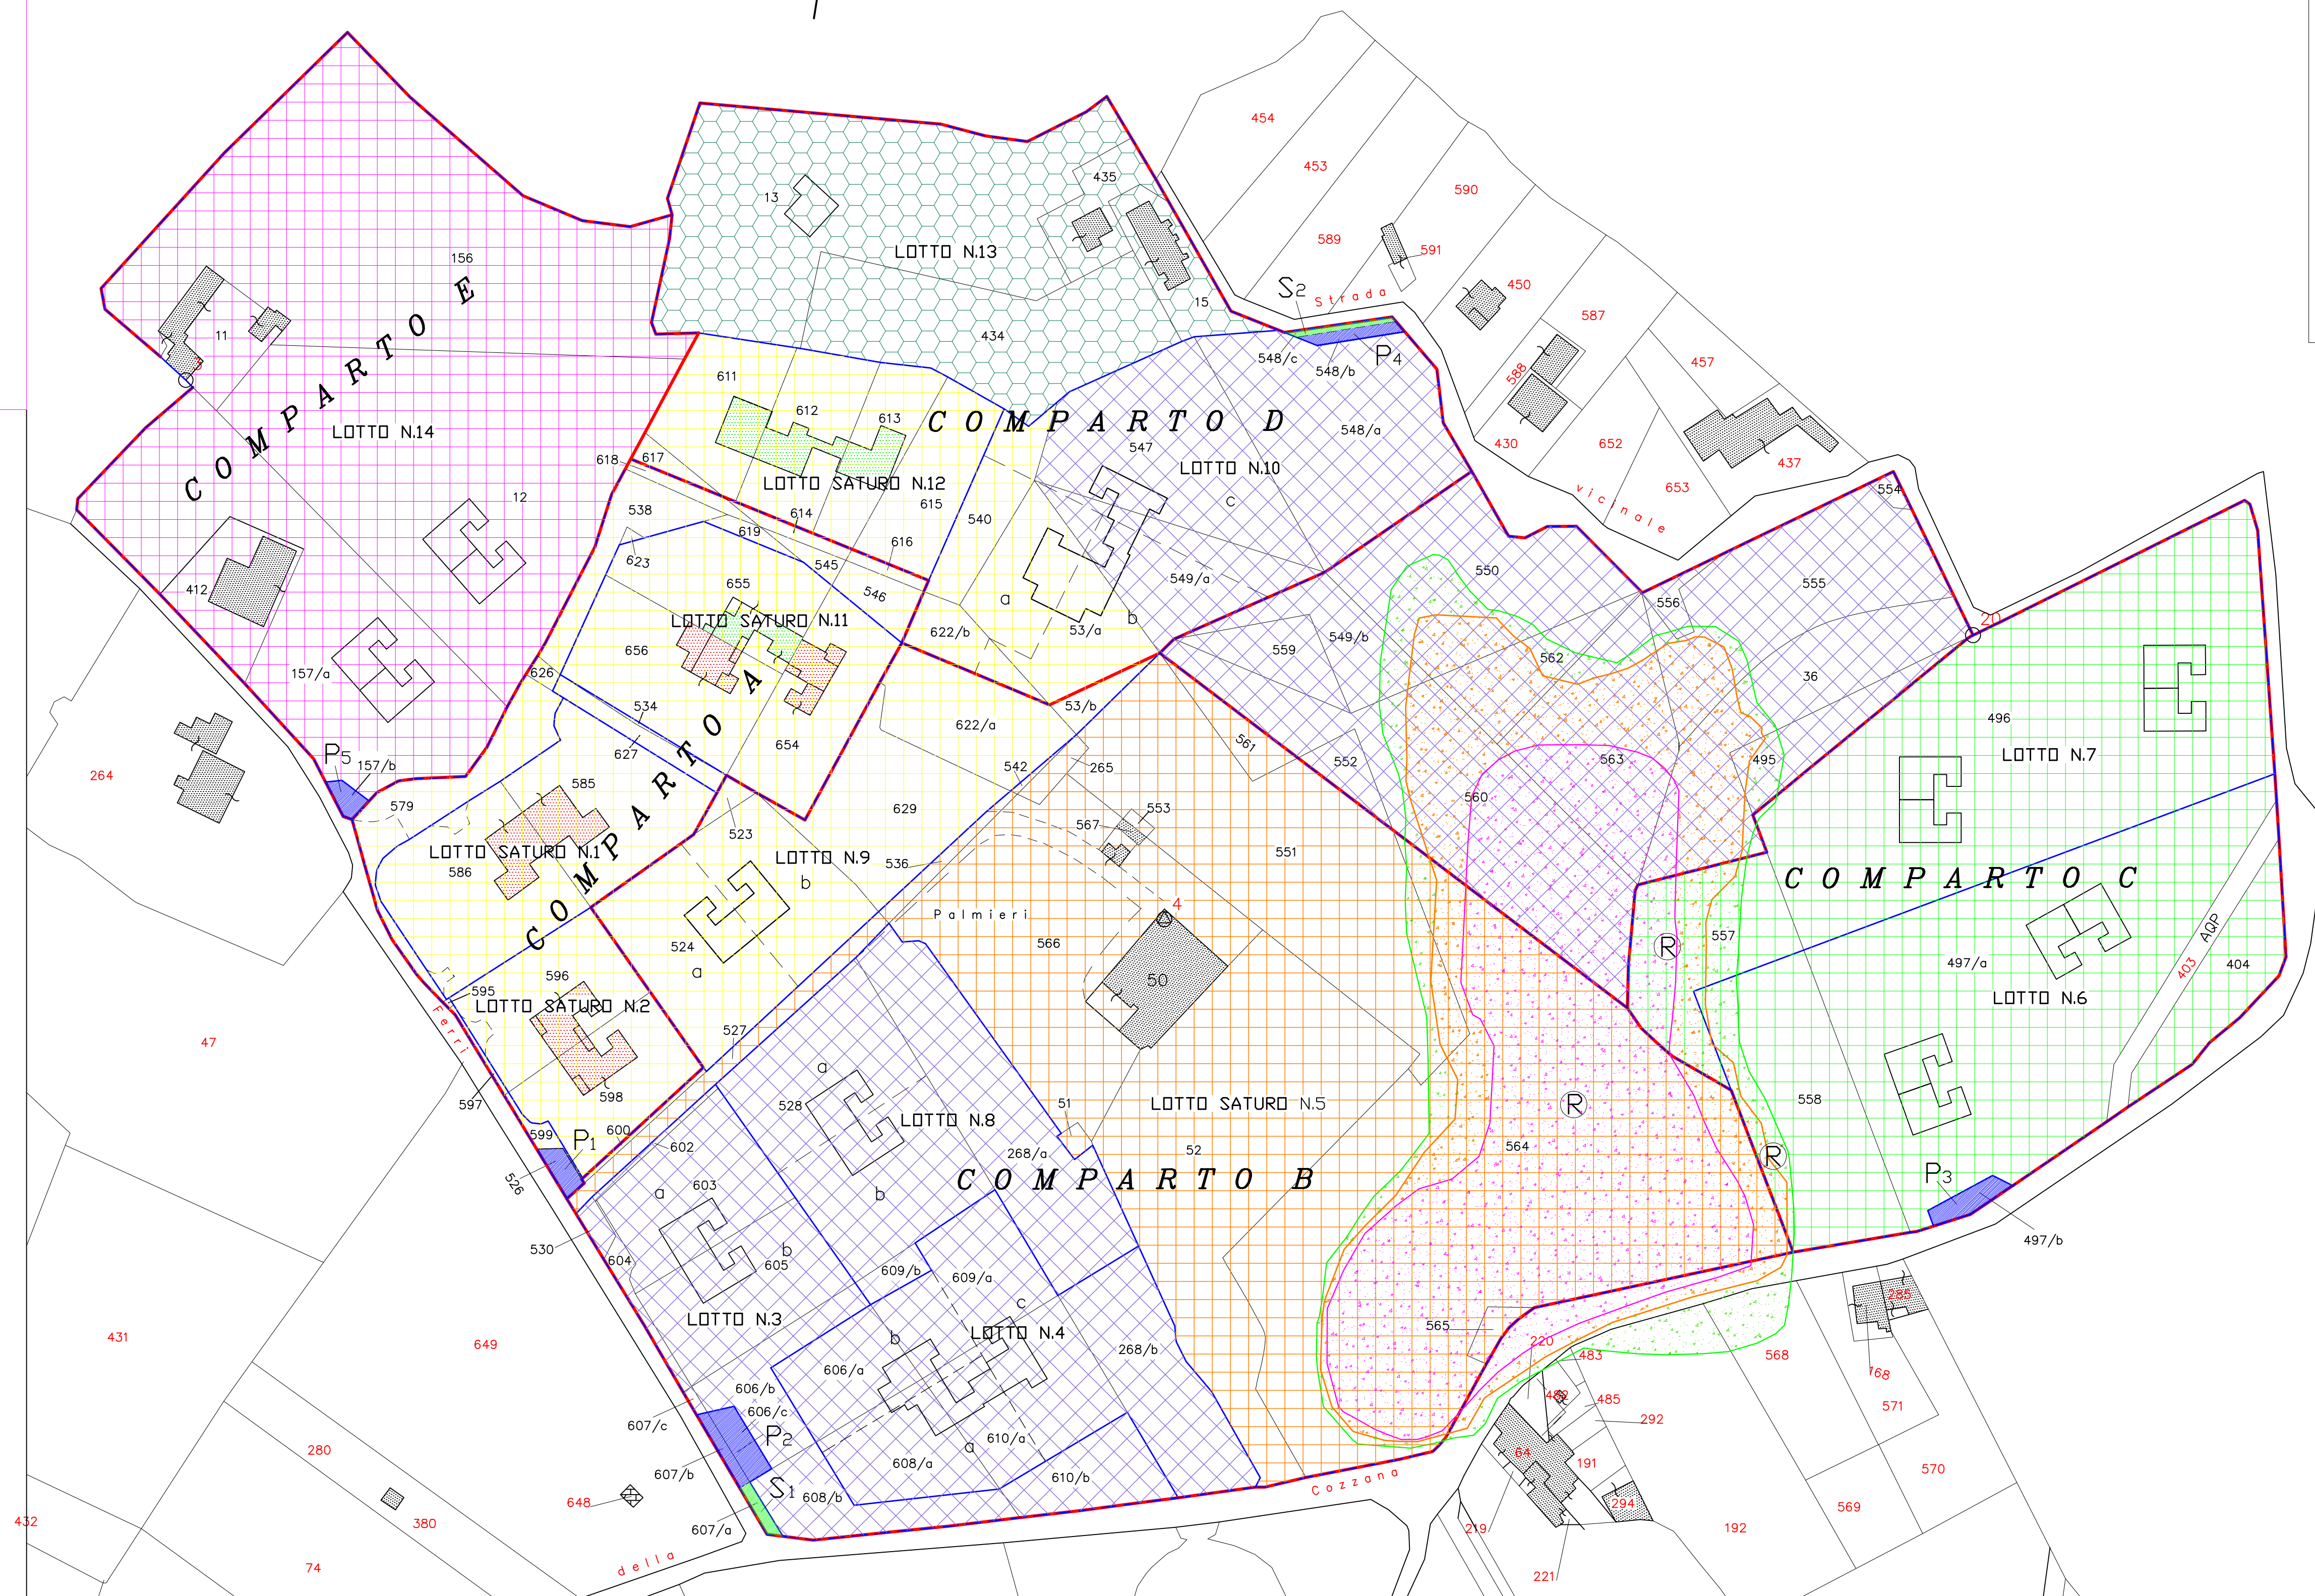 454
453
590
435
13
589
591
LOTTO N.13
156
S2
Strada
450
15
587
11
434
3
P4
548/c
548/b
457
588
611
612
613
COMPARTO E
COMPARTO D
548/a
LOTTO N.14
430
652
437
547
617
618
LOTTO N.10
LOTTO SATURO N.12
653
554
12
615
c
vicinale
538
614
540
619
616
623
545
550
549/a
655
546
555
412
a
556
20
LOTTO SATURO N.11
b
622/b
53/a
549/b
656
559
562
157/a
626
36
53/b
534
496
622/a
654
561
P5
627
LOTTO N.7
157/b
542
265
552
563
495
264
585
560
579
629
553
523
567
LOTTO SATURO N.1
551
LOTTO N.9
536
586
COMPARTO C
b
COMPARTO A
4
Palmieri
AQP
524
566
R
557
596
a
50
497/a
404
403
595
LOTTO SATURO N.2
LOTTO N.6
Ferri
527
47
a
598
528
51
LOTTO SATURO N.5
R
558
597
LOTTO N.8
600
599
P1
602
564
268/a
52
R
COMPARTO B
P3
526
603
a
b
497/b
530
b
604
605
609/b
609/a
285
c
LOTTO N.3
LOTTO N.4
565
431
649
b
220
268/b
483
568
606/a
168
606/b
482
485
606/c
571
607/c
292
P2
610/a
a
280
64
608/a
191
570
607/b
610/b
Cozzana
S1
608/b
648
294
569
432
380
607/a
219
192
della
74
221